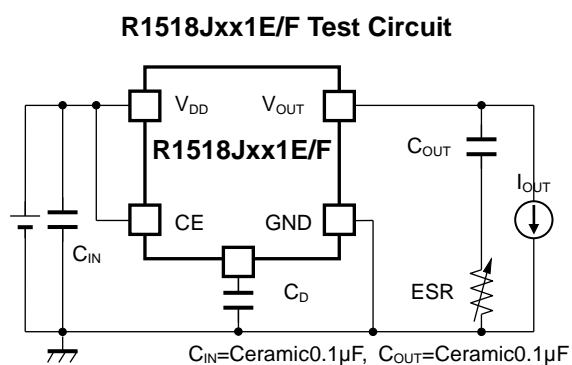 R1518Jxx1E/F Test Circuit
VDD VOUT
R1518Jxx1E/F
COUT
IOUT
CE GND
CIN
CD
ESR
CIN=Ceramic0.1µF, COUT=Ceramic0.1µF